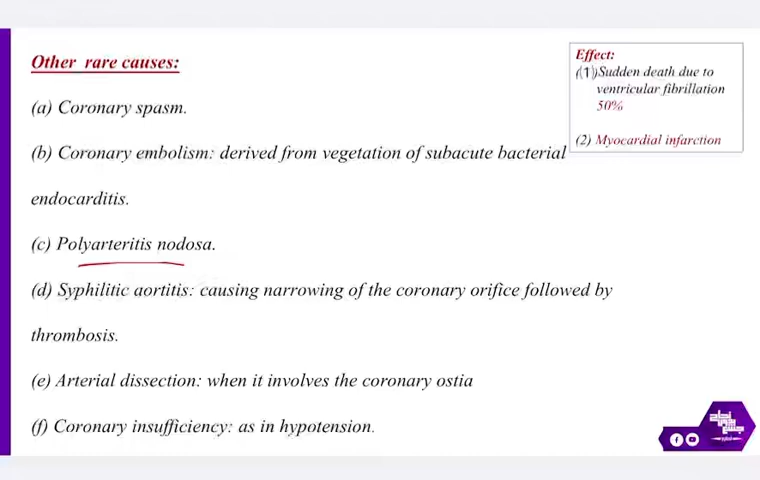 Other rare causes:
(a) Coronary spasm.
(b) Coronary embolism: derived from vegetation of subacute bacterial
endocarditis.
(c) Polyarteritis nodosa.
(d) Syphilitic aortitis: causing narrowing of the coronary orifice followed by
thrombosis.
(e) Arterial dissection: when it involves the coronary ostia
(f) Coronary insufficiency: as in hypotension.
Effect:
(1) Sudden death due to
ventricular fibrillation
50%
(2) Myocardial infarction